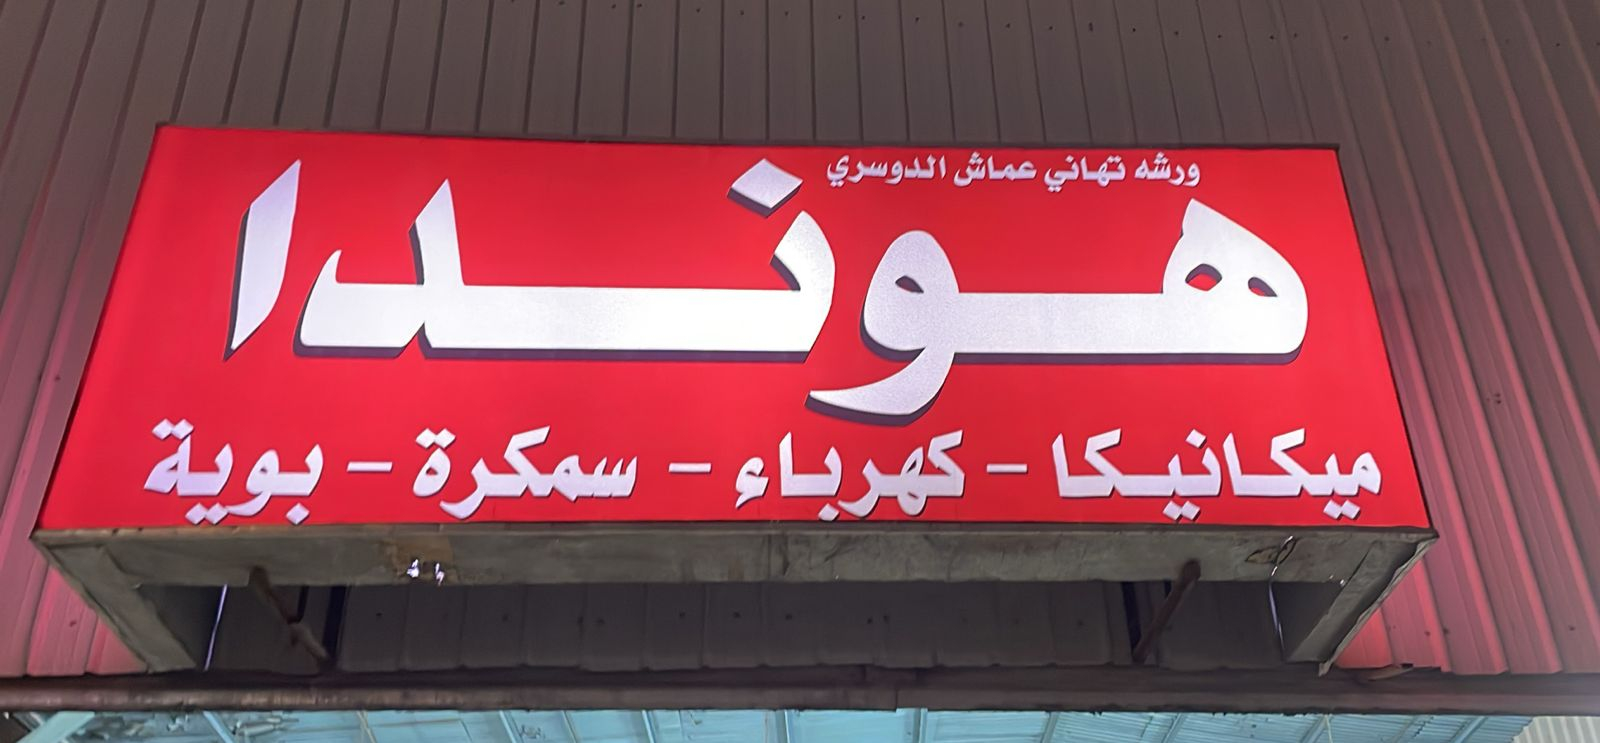 ورشه تهاني عماش الدوسري
هوندا
ميكانيكا - كهرباء - سمكرة - بوية